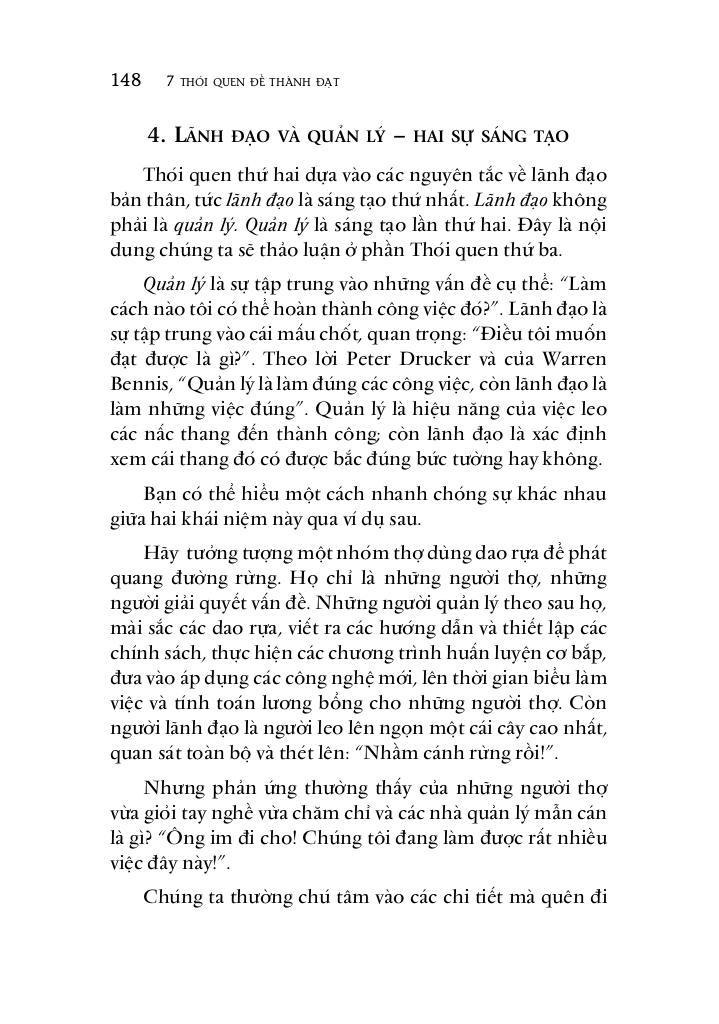 148 7 THÓI QUEN ĐỂ THÀNH ĐẠT
4. LÃNH ĐẠO VÀ QUẢN LÝ – HAI SỰ SÁNG TẠO
Thói quen thứ hai dựa vào các nguyên tắc về lãnh đạo
bản thân, tức lãnh đạo là sáng tạo thứ nhất. Lãnh đạo không
phải là quản lý. Quản lý là sáng tạo lần thứ hai. Đây là nội
dung chúng ta sẽ thảo luận ở phần Thói quen thứ ba.
Quản lý là sự tập trung vào những vấn đề cụ thể: “Làm
cách nào tôi có thể hoàn thành công việc đó?”. Lãnh đạo là
sự tập trung vào cái mấu chốt, quan trọng: “Điều tôi muốn
đạt được là gì?”. Theo lời Peter Drucker và của Warren
Bennis, “Quản lý là làm đúng các công việc, còn lãnh đạo là
làm những việc đúng”. Quản lý là hiệu năng của việc leo
các nấc thang đến thành công; còn lãnh đạo là xác định
xem cái thang đó có được bắc đúng bức tường hay không.
Bạn có thể hiểu một cách nhanh chóng sự khác nhau
giữa hai khái niệm này qua ví dụ sau.
Hãy tưởng tượng một nhóm thợ dùng dao rựa để phát
quang đường rừng. Họ chỉ là những người thợ, những
người giải quyết vấn đề. Những người quản lý theo sau họ,
mài sắc các dao rựa, viết ra các hướng dẫn và thiết lập các
chính sách, thực hiện các chương trình huấn luyện cơ bắp,
đưa vào áp dụng các công nghệ mới, lên thời gian biểu làm
việc và tính toán lương bổng cho những người thợ. Còn
người lãnh đạo là người leo lên ngọn một cái cây cao nhất,
quan sát toàn bộ và thét lên: “Nhầm cánh rừng rồi!”.
Nhưng phản ứng thường thấy của những người thợ
vừa giỏi tay nghề vừa chăm chỉ và các nhà quản lý mẫn cán
là gì? “Ông im đi cho! Chúng tôi đang làm được rất nhiều
việc đây này!”.
Chúng ta thường chú tâm vào các chi tiết mà quên đi